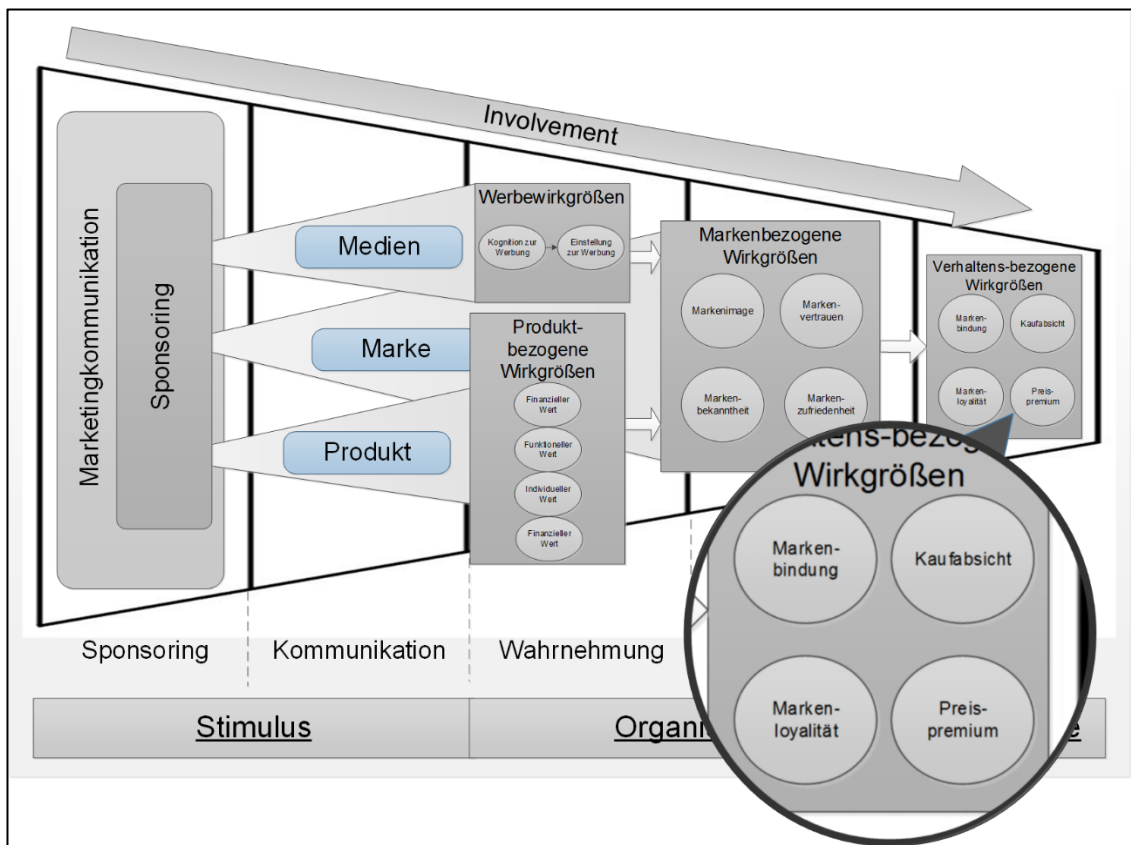 Involvement
Marketingkommunikation
Sponsoring
Medien
Marke
Produkt
Werbewirkgrößen
Kognition zur
Werbung
Einstellung
zur Werbung
Produkt-
bezogene
Wirkgrößen
Finanzieller
Wert
Funktioneller
Wert
Individueller
Wert
Finanzieller
Wert
Markenbezogene
Wirkgrößen
Markenimage
Marken-
vertrauen
Marken-
bekanntheit
Marken-
zufriedenheit
Verhaltens-bezogene
Wirkgrößen
Marken-
bindung
Kaufabsicht
Marken-
loyalität
Preis-
premium
Wirkgrößen
Marken-
bindung
Kaufabsicht
Marken-
loyalität
Preis-
premium
Sponsoring
Kommunikation
Wahrnehmung
Stimulus